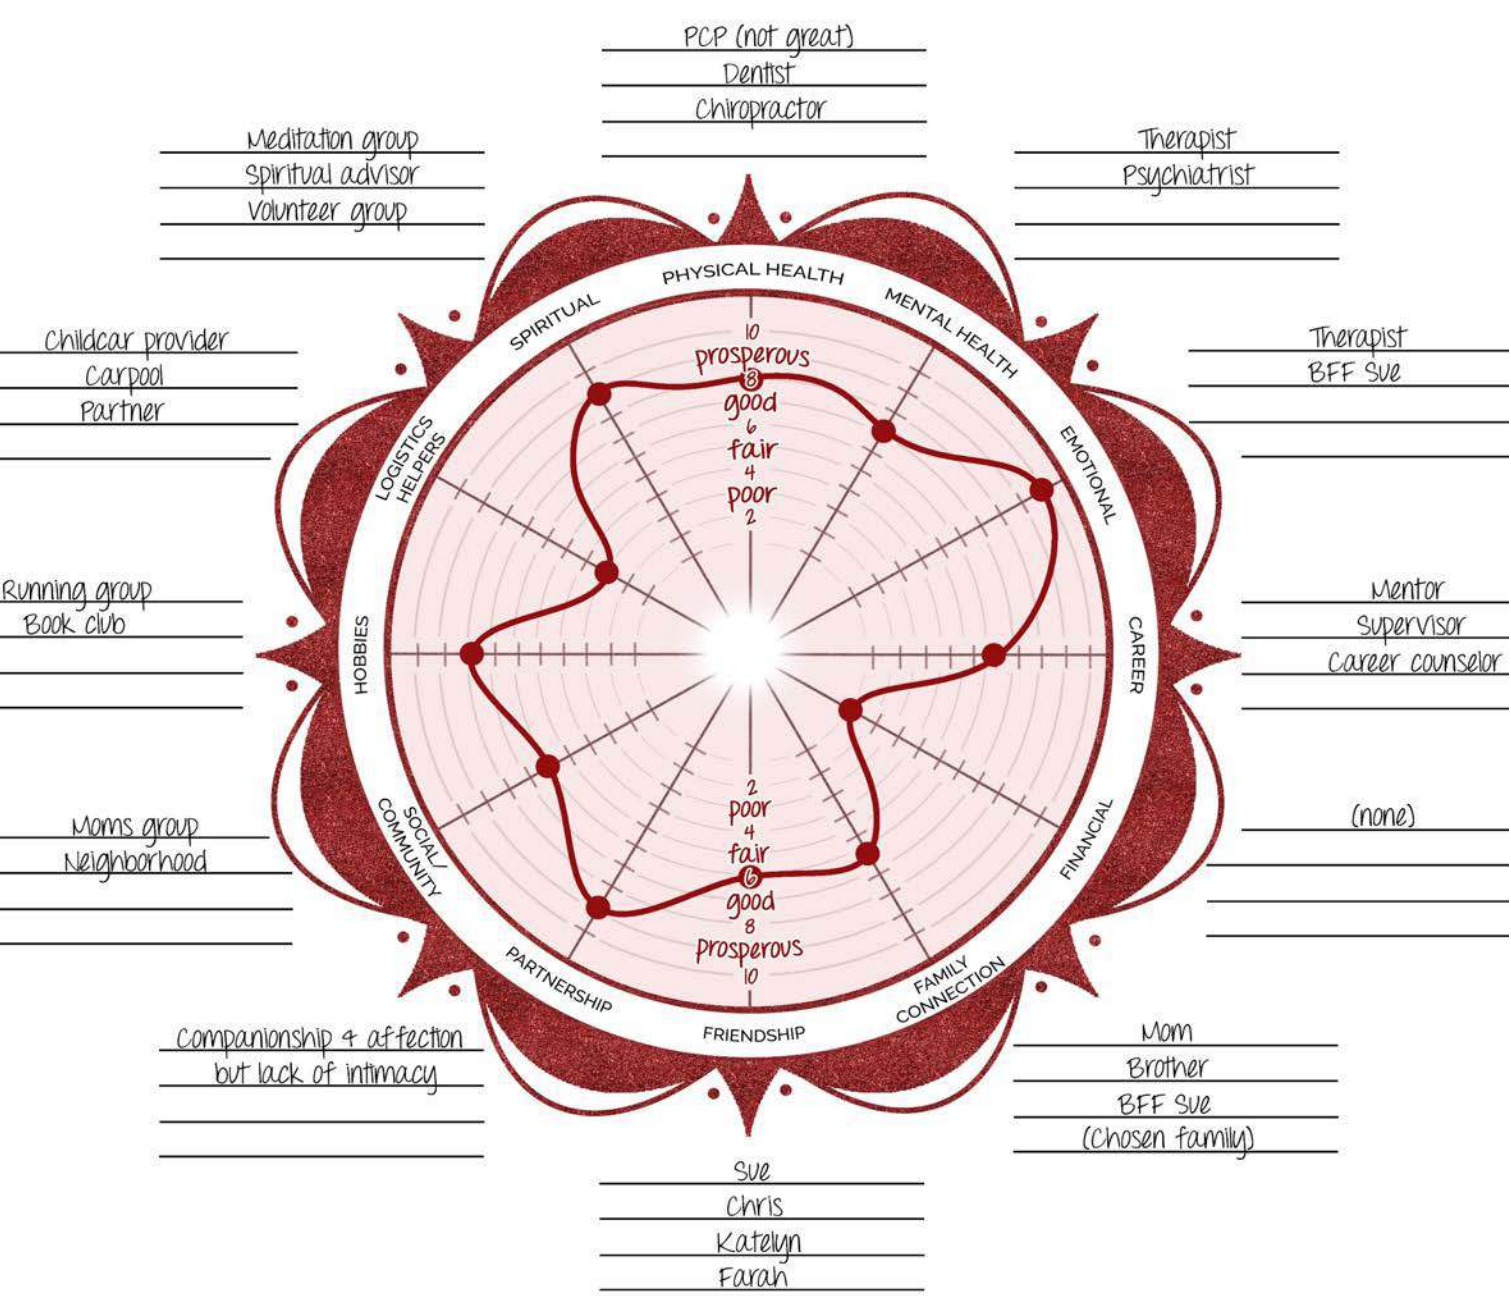 PCP (not great)
Dentist
Chiropractor
Meditation group
Spiritual advisor
Volunteer group
Therapist
Psychiatrist
Childcar provider
Carpool
Partner
Therapist
BFF Sue
Running group
Book club
Mentor
Supervisor
Career counselor
Moms group
Neighborhood
(none)
Companionship & affection
but lack of intimacy
Mom
Brother
BFF Sue
(Chosen family)
Sue
Chris
Katelyn
Farah
PHYSICAL HEALTH
MENTAL HEALTH
EMOTIONAL
CAREER
FINANCIAL
FAMILY
CONNECTION
FRIENDSHIP
PARTNERSHIP
SOCIAL/
COMMUNITY
HOBBIES
LOGISTICS
HELPERS
SPIRITUAL
10
prosperous
8
good
6
fair
4
poor
2
2
poor
4
fair
6
good
8
prosperous
10